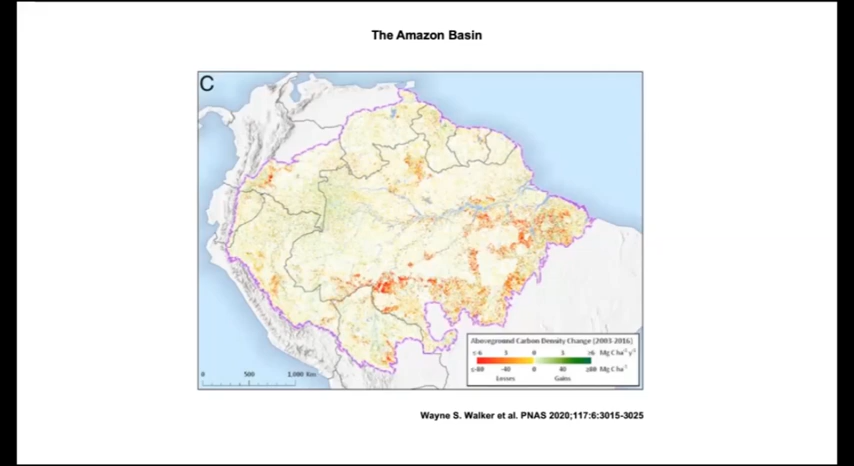 The Amazon Basin
C
Aboveground Carbon Density Change (2003-2016)
≤-6 3 0 3 ≥6 Mg C ha⁻¹ y⁻¹
≤-80 -40 0 40 ≥80 Mg C ha⁻¹
Losses Gains
0 500 1,000 Km
Wayne S. Walker et al. PNAS 2020;117:6:3015-3025